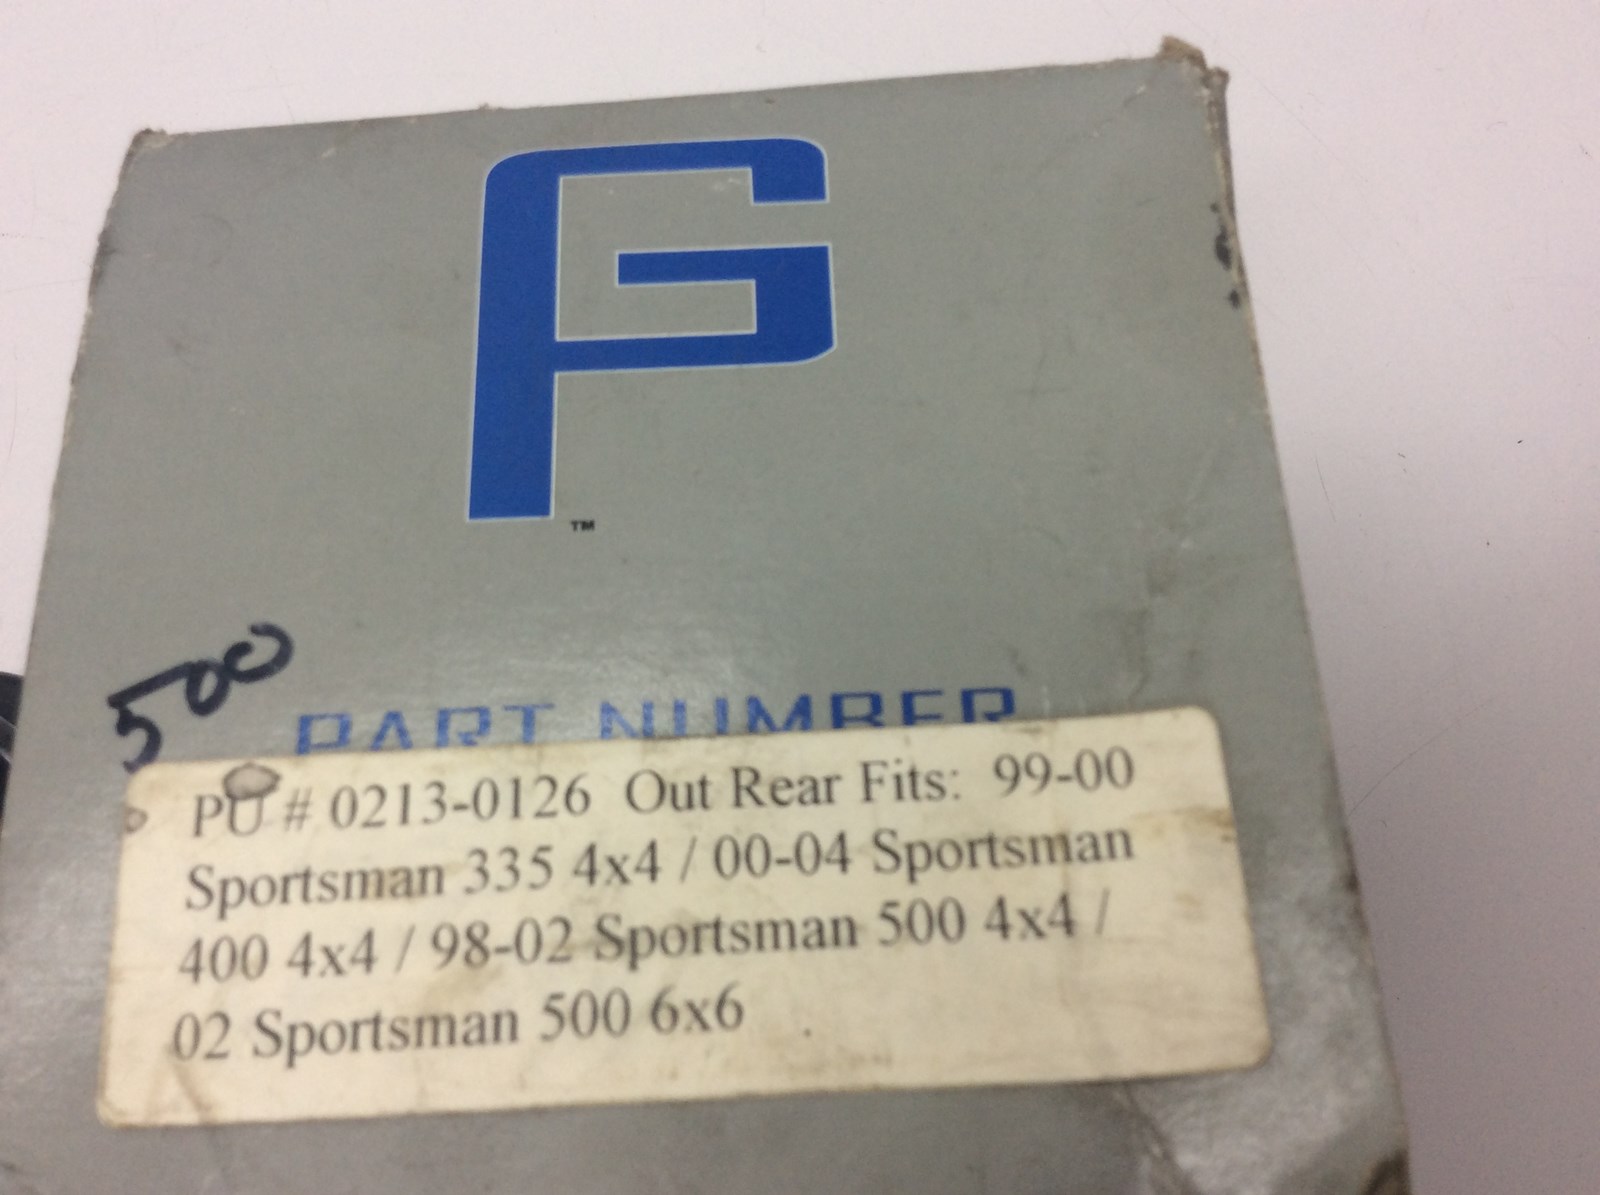 G
TM
500
PART NUMBER
PU # 0213-0126 Out Rear Fits: 99-00
Sportsman 335 4x4 / 00-04 Sportsman
400 4x4 / 98-02 Sportsman 500 4x4 /
02 Sportsman 500 6x6